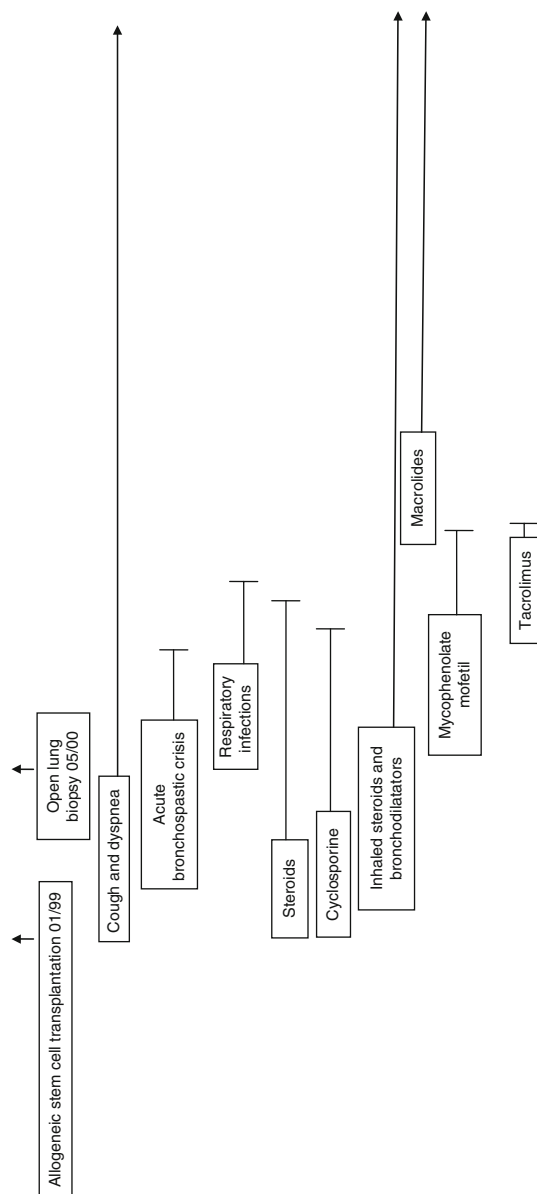 Allogeneic stem cell transplantation 01/99
Open lung
biopsy 05/00
Cough and dyspnea
Acute
bronchospastic crisis
Respiratory
infections
Steroids
Cyclosporine
Inhaled steroids and
bronchodilatators
Macrolides
Mycophenolate
mofetil
Tacrolimus